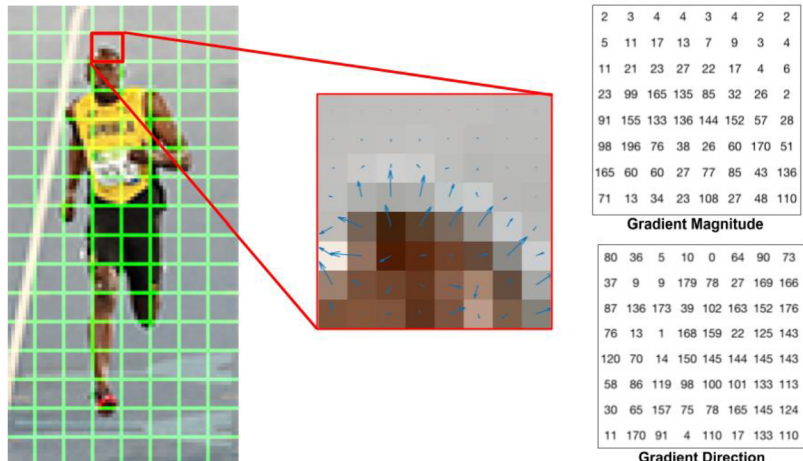 2 3 4 4 3 4 2 2
5 11 17 13 7 9 3 4
11 21 23 27 22 17 4 6
23 99 165 135 85 32 26 2
91 155 133 136 144 152 57 28
98 196 76 38 26 60 170 51
165 60 60 27 77 85 43 136
71 13 34 23 108 27 48 110
Gradient Magnitude
80 36 5 10 0 64 90 73
37 9 9 179 78 27 169 166
87 136 173 39 102 163 152 176
76 13 1 168 159 22 125 143
120 70 14 150 145 144 145 143
58 86 119 98 100 101 133 113
30 65 157 75 78 165 145 124
11 170 91 4 110 17 133 110
Gradient Direction